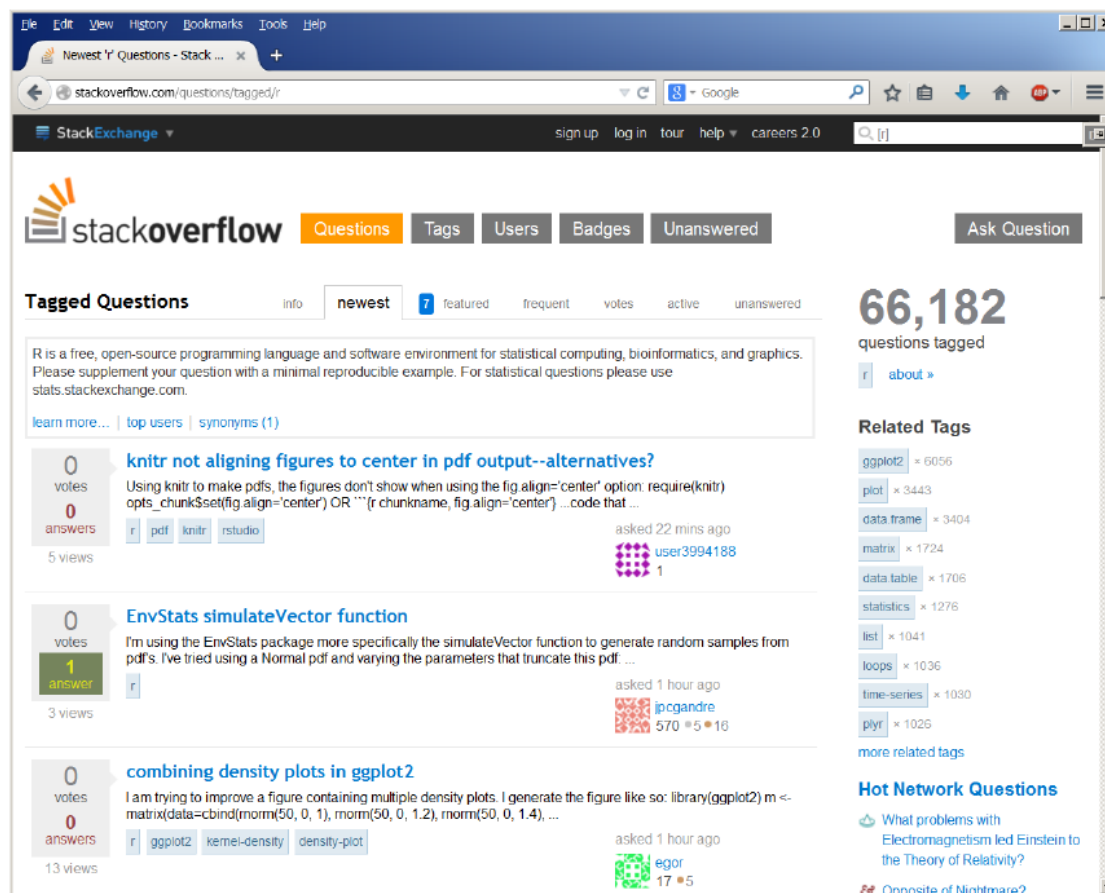 File Edit View History Bookmarks Tools Help
Newest 'r' Questions - Stack ... × +
stackoverflow.com/questions/tagged/r
8 Google
ABP
StackExchange sign up log in tour help careers 2.0 [r]
stackoverflow Questions Tags Users Badges Unanswered Ask Question
Tagged Questions info newest 7 featured frequent votes active unanswered
R is a free, open-source programming language and software environment for statistical computing, bioinformatics, and graphics.
Please supplement your question with a minimal reproducible example. For statistical questions please use
stats.stackexchange.com.
learn more... | top users | synonyms (1)
0
votes
0
answers
5 views
knitr not aligning figures to center in pdf output--alternatives?
Using knitr to make pdfs, the figures don't show when using the fig.align='center' option: require(knitr)
opts_chunk$set(fig.align='center') OR ```{r chunkname, fig.align='center'} ...code that ...
r pdf knitr rstudio
asked 22 mins ago
user3994188
1
0
votes
1
answer
3 views
EnvStats simulateVector function
I'm using the EnvStats package more specifically the simulateVector function to generate random samples from
pdf's. I've tried using a Normal pdf and varying the parameters that truncate this pdf: ...
r
asked 1 hour ago
jpcgandre
570 5 16
0
votes
0
answers
13 views
combining density plots in ggplot2
I am trying to improve a figure containing multiple density plots. I generate the figure like so: library(ggplot2) m <-
matrix(data=cbind(rnorm(50, 0, 1), rnorm(50, 0, 1.2), rnorm(50, 0, 1.4), ...
r ggplot2 kernel-density density-plot
asked 1 hour ago
egor
17 5
66,182
questions tagged
r about »
Related Tags
ggplot2 × 6056
plot × 3443
data.frame × 3404
matrix × 1724
data.table × 1706
statistics × 1276
list × 1041
loops × 1036
time-series × 1030
plyr × 1026
more related tags
Hot Network Questions
What problems with
Electromagnetism led Einstein to
the Theory of Relativity?
Opposite of Nightmare?